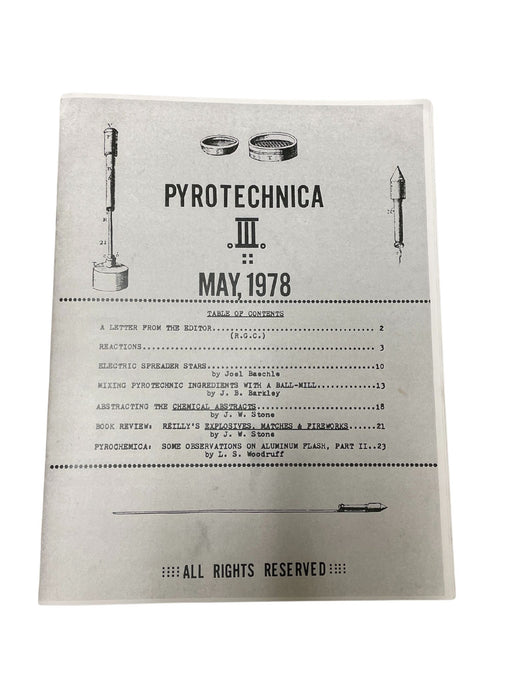 PYROTECHNICA
.III.
MAY, 1978
TABLE OF CONTENTS
A LETTER FROM THE EDITOR.................................. 2
(R.G.C.)
REACTIONS................................................. 3
ELECTRIC SPREADER STARS...................................10
by Joel Baechle
MIXING PYROTECHNIC INGREDIENTS WITH A BALL-MILL...........13
by J. B. Barkley
ABSTRACTING THE CHEMICAL ABSTRACTS........................18
by J. W. Stone
BOOK REVIEW: REILLY'S EXPLOSIVES, MATCHES & FIREWORKS.....21
by J. W. Stone
PYROCHEMICA: SOME OBSERVATIONS ON ALUMINUM FLASH, PART II..23
by L. S. Woodruff
ALL RIGHTS RESERVED